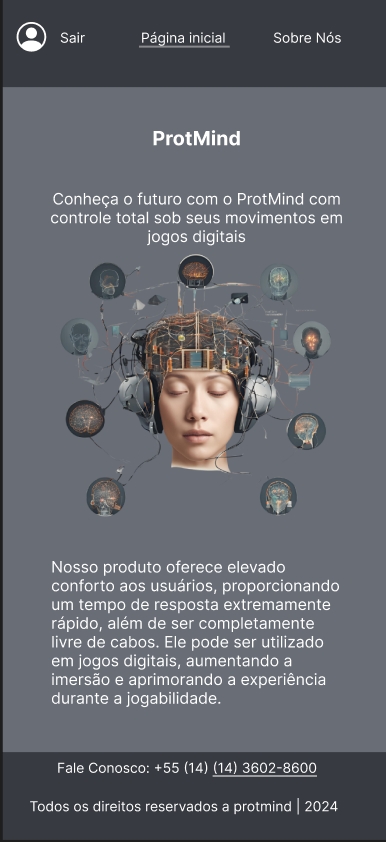 Sair Página inicial Sobre Nós
ProtMind
Conheça o futuro com o ProtMind com
controle total sob seus movimentos em
jogos digitais
Nosso produto oferece elevado
conforto aos usuários, proporcionando
um tempo de resposta extremamente
rápido, além de ser completamente
livre de cabos. Ele pode ser utilizado
em jogos digitais, aumentando a
imersão e aprimorando a experiência
durante a jogabilidade.
Fale Conosco: +55 (14) (14) 3602-8600
Todos os direitos reservados a protmind | 2024